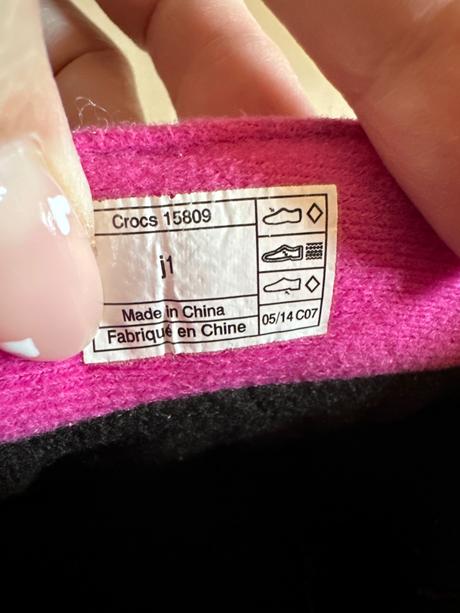 Crocs 15809
j1
Made in China
Fabriqué en Chine
05/14 C07